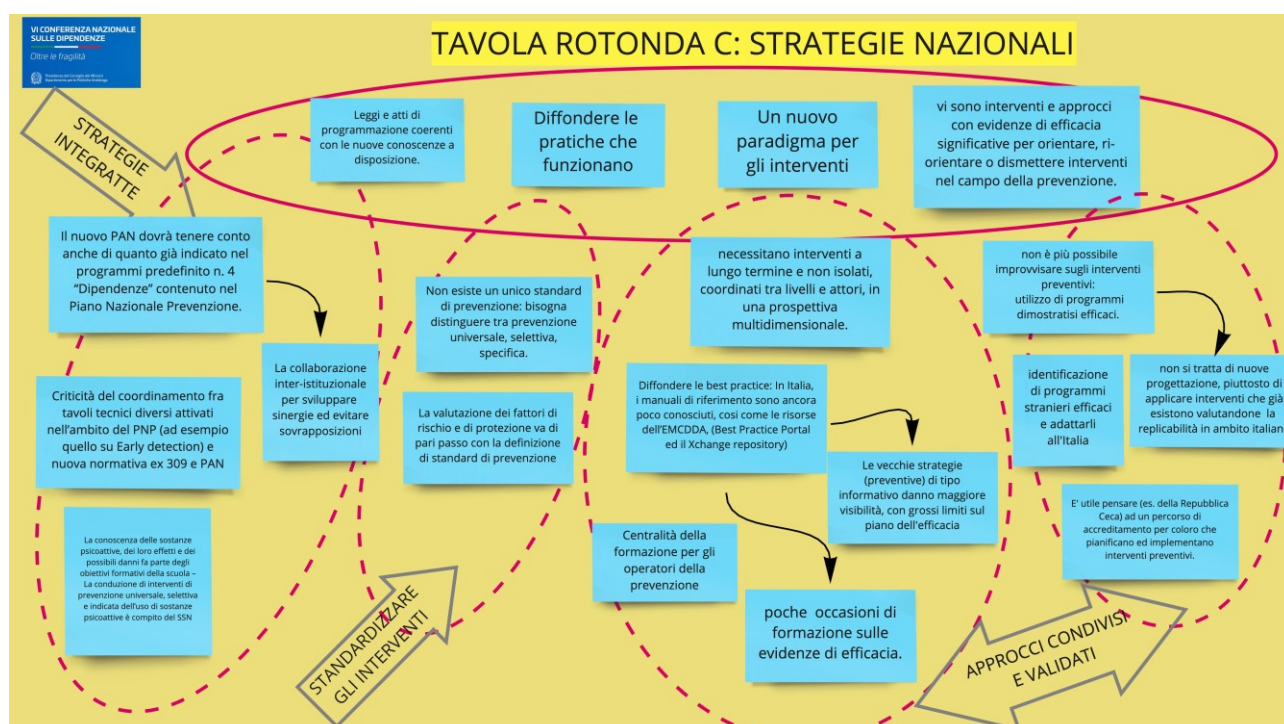 VI CONFERENZA NAZIONALE
SULLE DIPENDENZE
Oltre le fragilità
Presidenza del Consiglio dei Ministri
Dipartimento per le Politiche Antidroga
TAVOLA ROTONDA C: STRATEGIE NAZIONALI
STRATEGIE
INTEGRATTE
Leggi e atti di
programmazione coerenti
con le nuove conoscenze a
disposizione.
Diffondere le
pratiche che
funzionano
Un nuovo
paradigma per
gli interventi
vi sono interventi e approcci
con evidenze di efficacia
significative per orientare, ri-
orientare o dismettere interventi
nel campo della prevenzione.
Il nuovo PAN dovrà tenere conto
anche di quanto già indicato nel
programmi predefinito n. 4
“Dipendenze” contenuto nel
Piano Nazionale Prevenzione.
La collaborazione
inter-istituzionale
per sviluppare
sinergie ed evitare
sovrapposizioni
Criticità del coordinamento fra
tavoli tecnici diversi attivati
nell'ambito del PNP (ad esempio
quello su Early detection) e
nuova normativa ex 309 e PAN
La conoscenza delle sostanze
psicoattive, dei loro effetti e dei
possibili danni fa parte degli
obiettivi formativi della scuola –
La conduzione di interventi di
prevenzione universale, selettiva
e indicata dell'uso di sostanze
psicoattive è compito del SSN
Non esiste un unico standard
di prevenzione: bisogna
distinguere tra prevenzione
universale, selettiva,
specifica.
La valutazione dei fattori di
rischio e di protezione va di
pari passo con la definizione
di standard di prevenzione
STANDARDIZZARE
GLI INTERVENTI
necessitano interventi a
lungo termine e non isolati,
coordinati tra livelli e attori, in
una prospettiva
multidimensionale.
Diffondere le best practice: In Italia,
i manuali di riferimento sono ancora
poco conosciuti, cosi come le risorse
dell'EMCDDA, (Best Practice Portal
ed il Xchange repository)
Le vecchie strategie
(preventive) di tipo
informativo danno maggiore
visibilità, con grossi limiti sul
piano dell'efficacia
Centralità della
formazione per gli
operatori della
prevenzione
poche occasioni di
formazione sulle
evidenze di efficacia.
non è più possibile
improvvisare sugli interventi
preventivi:
utilizzo di programmi
dimostratisi efficaci.
identificazione
di programmi
stranieri efficaci
e adattarli
all'Italia
non si tratta di nuove
progettazione, piuttosto di
applicare interventi che già
esistono valutandone la
replicabilità in ambito italian
E' utile pensare (es. della Repubblica
Ceca) ad un percorso di
accreditamento per coloro che
pianificano ed implementano
interventi preventivi.
APPROCCI CONDIVISI
E VALIDATI